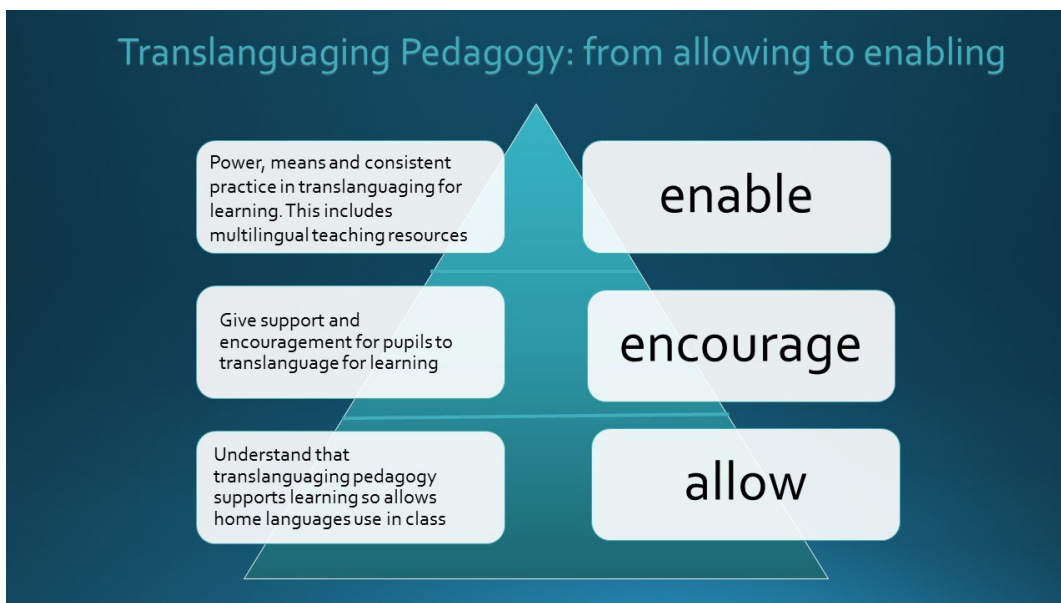 Translanguaging Pedagogy: from allowing to enabling
Power, means and consistent
practice in translanguaging for
learning. This includes
multilingual teaching resources
enable
Give support and
encouragement for pupils to
translanguage for learning
encourage
Understand that
translanguaging pedagogy
supports learning so allows
home languages use in class
allow